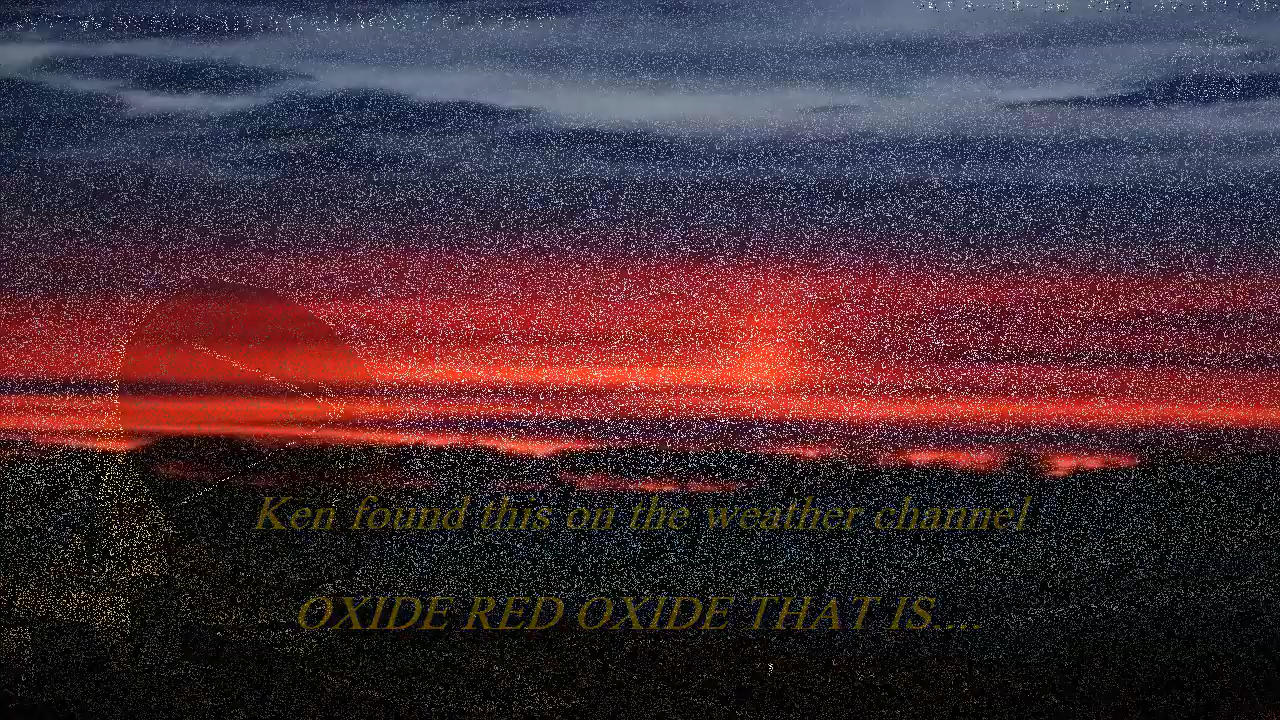 Ken found this on the weather channel
OXIDE RED OXIDE THAT IS....